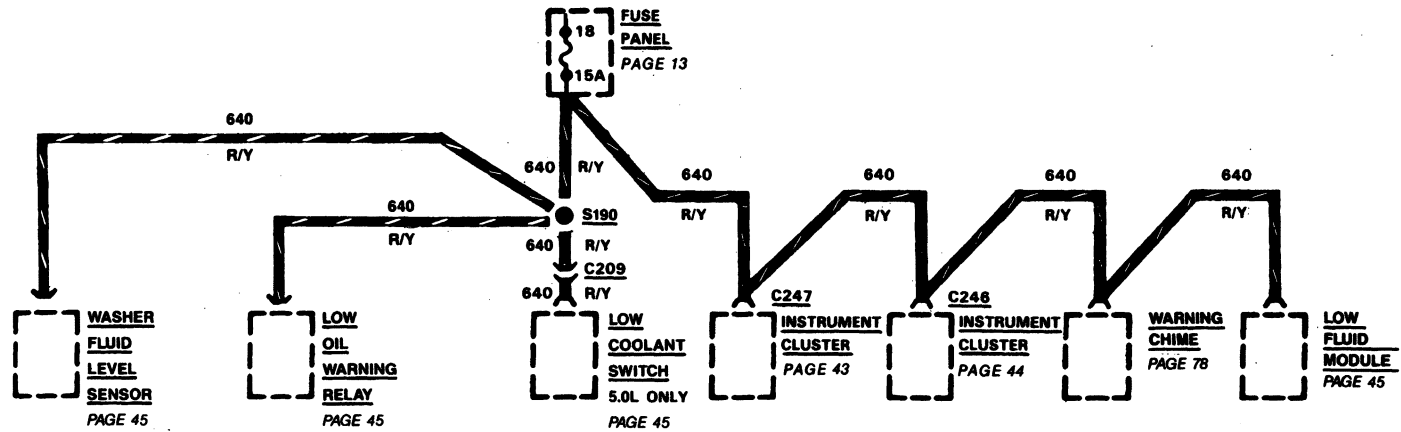 FUSE
PANEL
PAGE 13
18
15A
640
R/Y
640
R/Y
640
R/Y
S190
640
R/Y
C209
640
R/Y
640
R/Y
640
R/Y
640
R/Y
640
R/Y
WASHER
FLUID
LEVEL
SENSOR
PAGE 45
LOW
OIL
WARNING
RELAY
PAGE 45
LOW
COOLANT
SWITCH
5.0L ONLY
PAGE 45
C247
INSTRUMENT
CLUSTER
PAGE 43
C246
INSTRUMENT
CLUSTER
PAGE 44
WARNING
CHIME
PAGE 78
LOW
FLUID
MODULE
PAGE 45